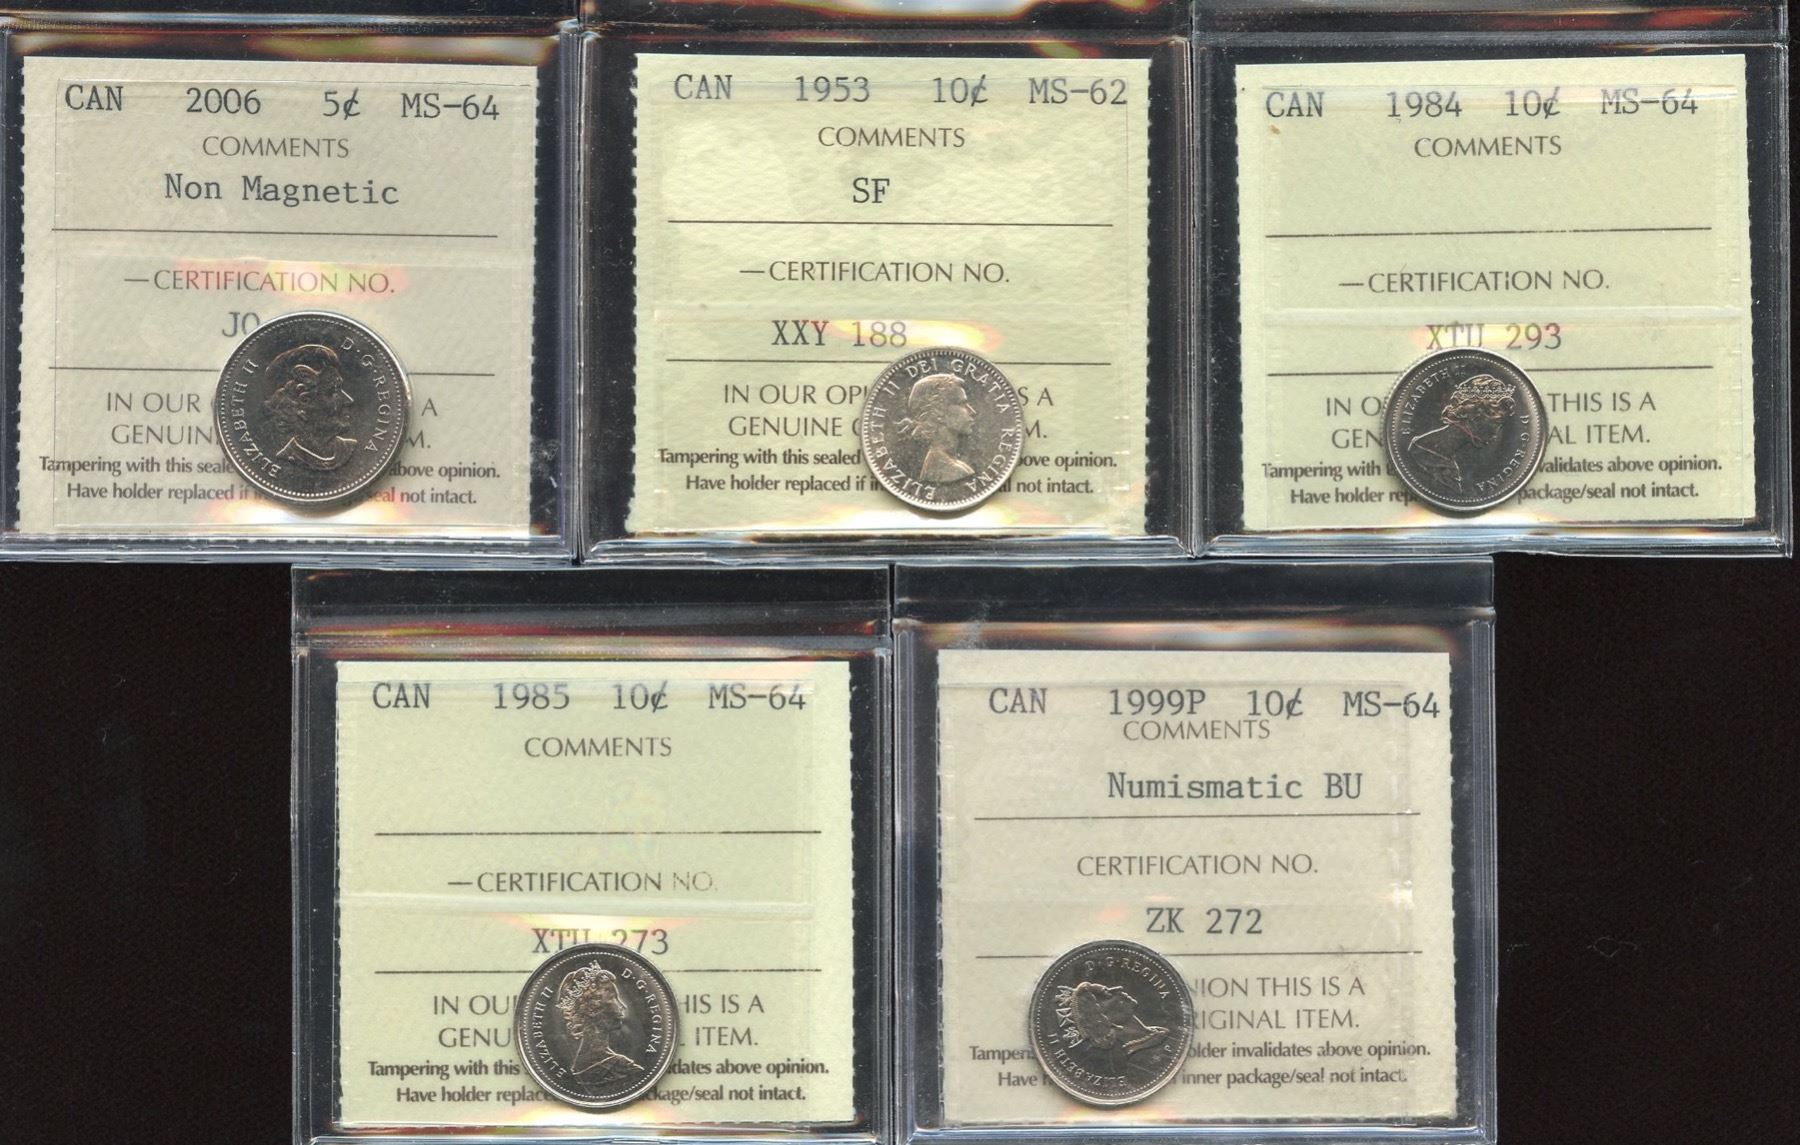 CAN 2006 5¢ MS-64
COMMENTS
Non Magnetic
—CERTIFICATION NO.
JO
IN OUR A
GENUIN M.
Tampering with this seale above opinion.
Have holder replaced if in seal not intact.
ELIZABETH II D·G·REGINA
CAN 1953 10¢ MS-62
COMMENTS
SF
—CERTIFICATION NO.
XXY 188
IN OUR OPI S A
GENUINE M.
Tampering with this sealed ove opinion.
Have holder replaced if in l not intact.
ELIZABETH II DEI GRATIA REGINA
CAN 1984 10¢ MS-64
COMMENTS
—CERTIFICATION NO.
XTU 293
IN O THIS IS A
GEN AL ITEM.
Tampering with validates above opinion.
Have holder rep package/seal not intact.
ELIZABETH II D·G·REGINA
CAN 1985 10¢ MS-64
COMMENTS
—CERTIFICATION NO.
XTU 273
IN OU HIS IS A
GENU ITEM.
Tampering with this dates above opinion.
Have holder replace ckage/seal not intact.
ELIZABETH II D·G·REGINA
CAN 1999P 10¢ MS-64
COMMENTS
Numismatic BU
CERTIFICATION NO.
ZK 272
NION THIS IS A
RIGINAL ITEM.
Tamperin older invalidates above opinion.
Have inner package/seal not intact.
ELIZABETH II D·G·REGINA P